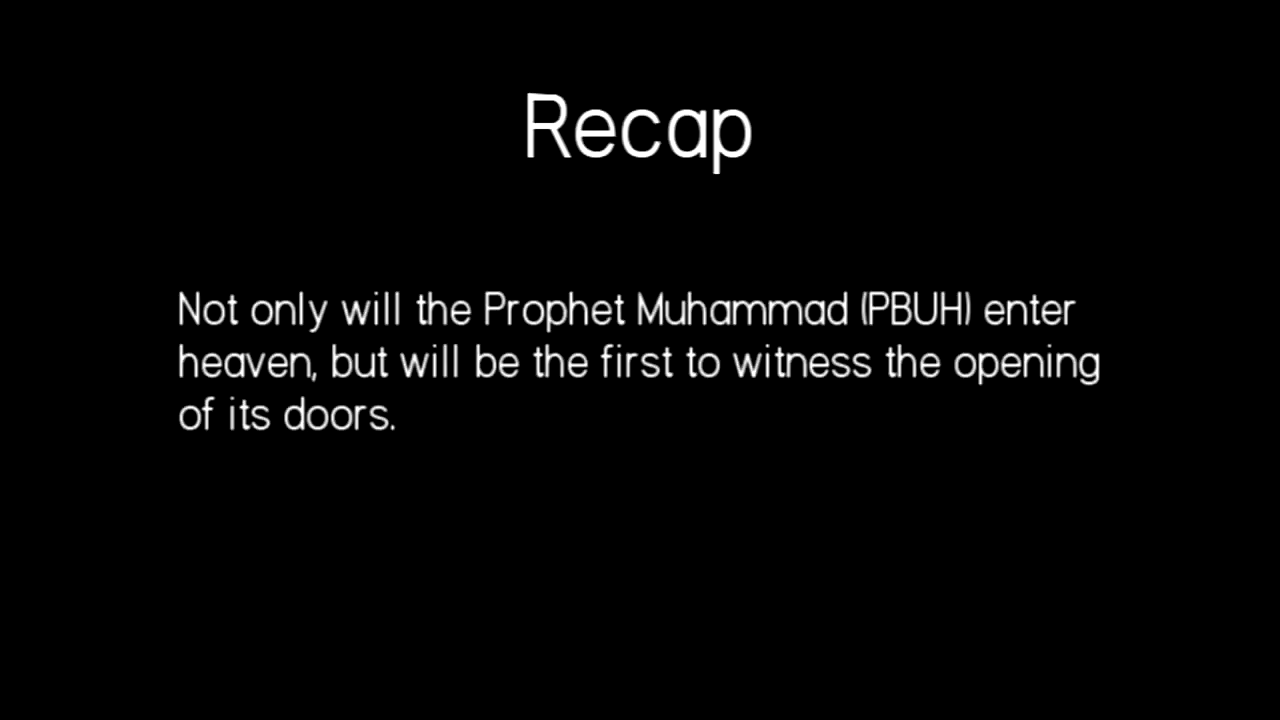 Recap
Not only will the Prophet Muhammad (PBUH) enter
heaven, but will be the first to witness the opening
of its doors.